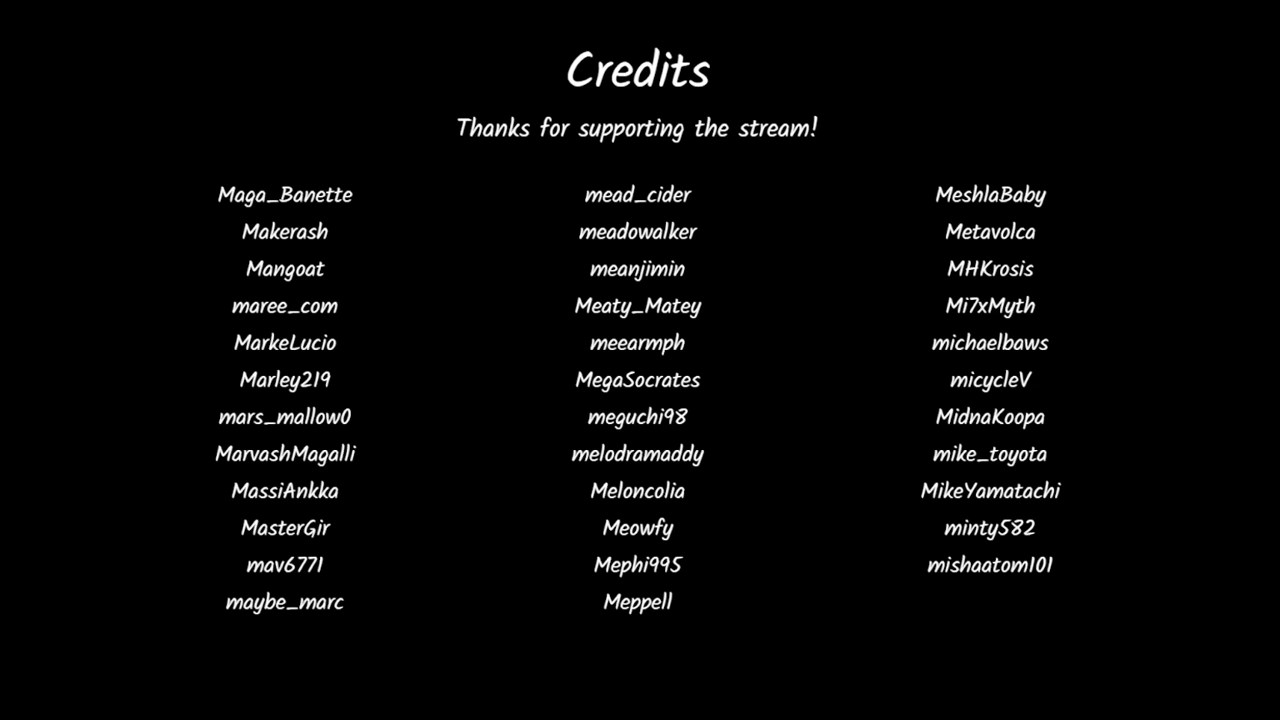 Credits
Thanks for supporting the stream!
Maga_Banette
Makerash
Mangoat
maree_com
MarkeLucio
Marley219
mars_mallow0
MarvashMagalli
MassiAnkka
MasterGir
mav6771
maybe_marc
mead_cider
meadowalker
meanjimin
Meaty_Matey
meearmph
MegaSocrates
meguchi98
melodramaddy
Meloncolia
Meowfy
Mephi995
Meppell
MeshlaBaby
Metavolca
MHKrosis
Mi7xMyth
michaelbaws
micycleV
MidnaKoopa
mike_toyota
MikeYamatachi
minty582
mishaatom101